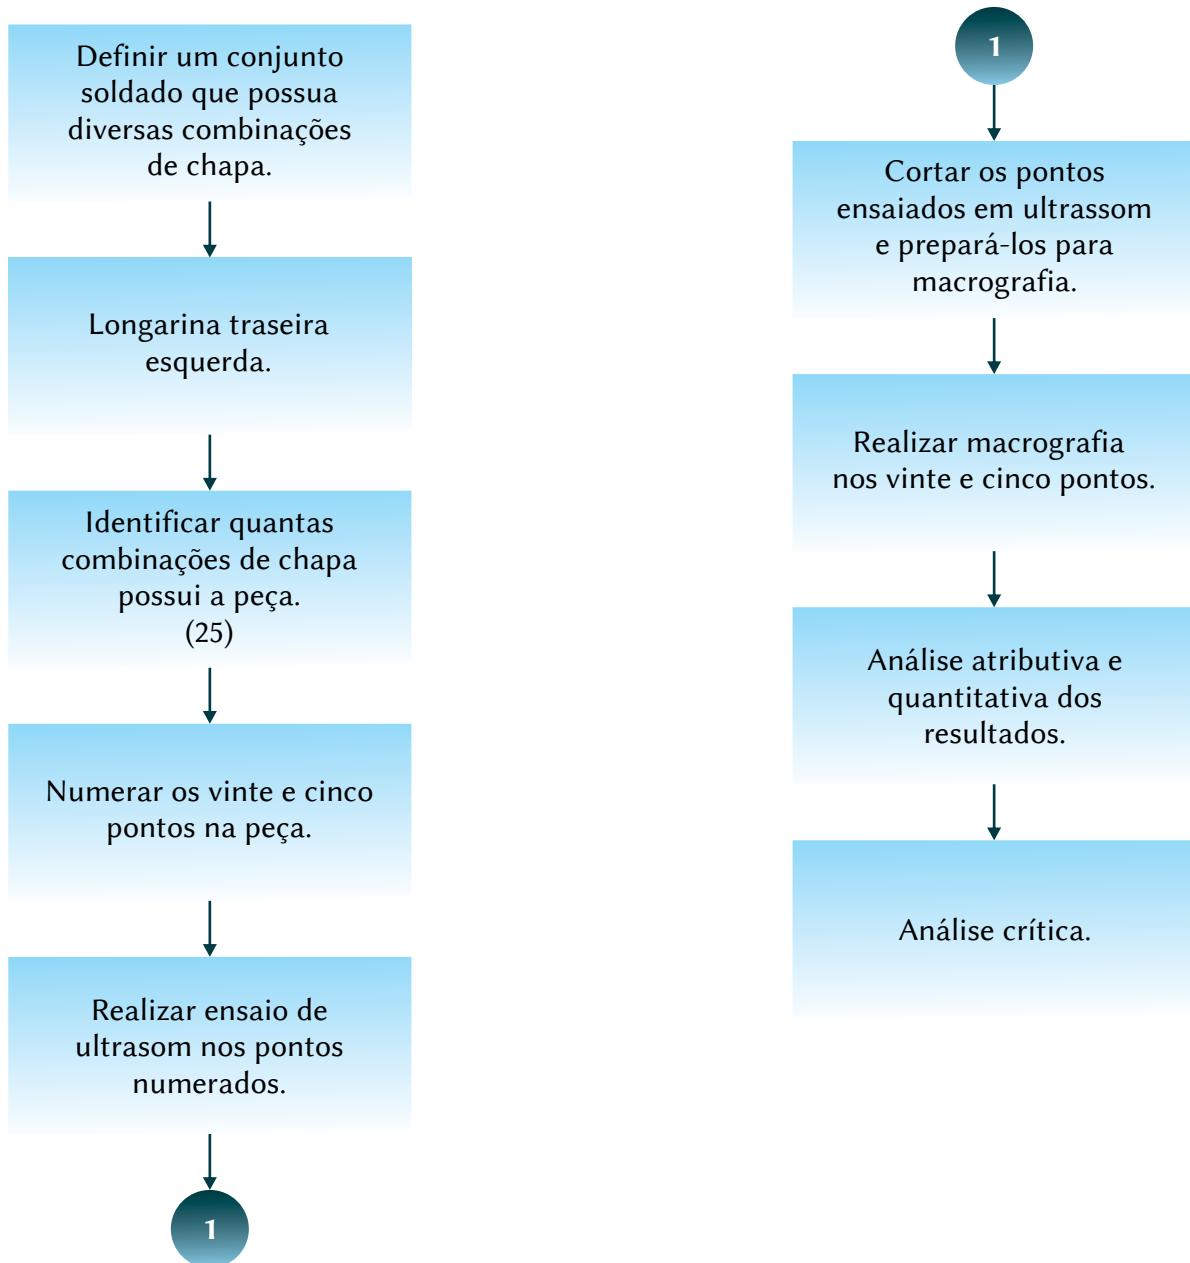 Definir um conjunto
soldado que possua
diversas combinações
de chapa.
Longarina traseira
esquerda.
Identificar quantas
combinações de chapa
possui a peça.
(25)
Numerar os vinte e cinco
pontos na peça.
Realizar ensaio de
ultrasom nos pontos
numerados.
1
1
Cortar os pontos
ensaiados em ultrassom
e prepará-los para
macrografia.
Realizar macrografia
nos vinte e cinco pontos.
Análise atributiva e
quantitativa dos
resultados.
Análise crítica.